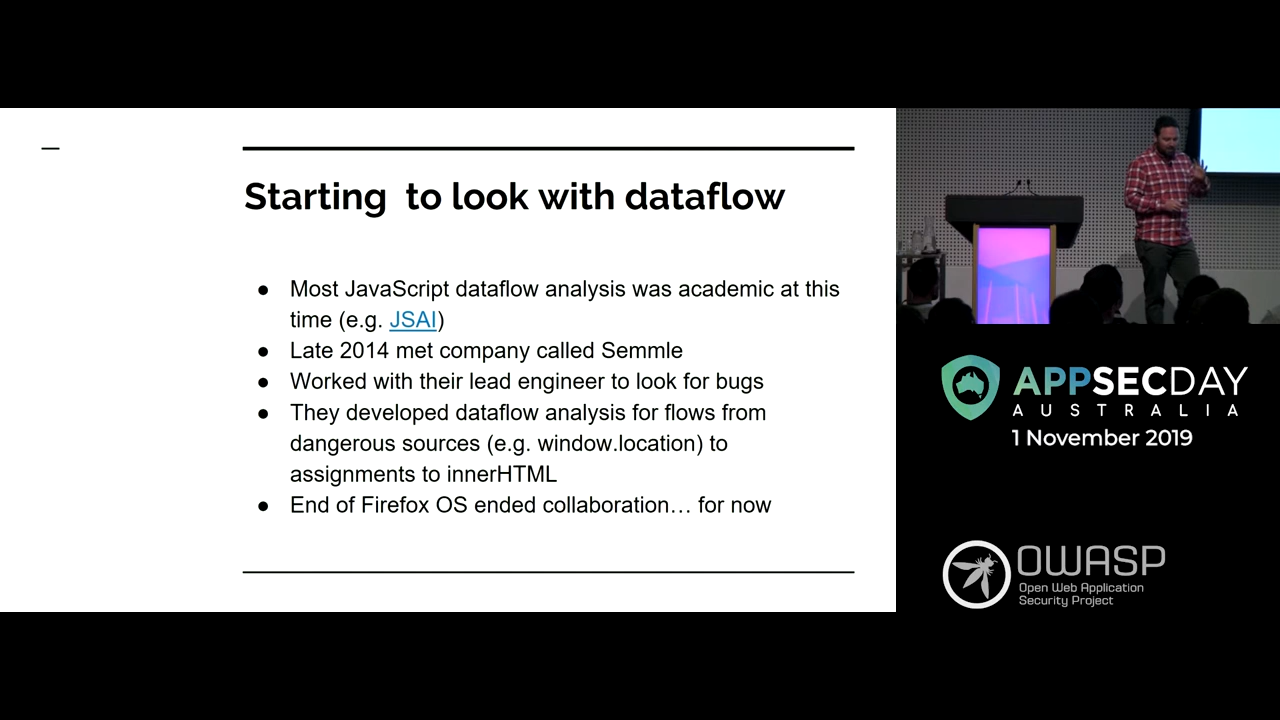 Starting  to look with dataflow
● Most JavaScript dataflow analysis was academic at this
time (e.g. JSAI)
● Late 2014 met company called Semmle
● Worked with their lead engineer to look for bugs
● They developed dataflow analysis for flows from
dangerous sources (e.g. window.location) to
assignments to innerHTML
● End of Firefox OS ended collaboration… for now
APPSECDAY
AUSTRALIA
1 November 2019
OWASP
Open Web Application
Security Project